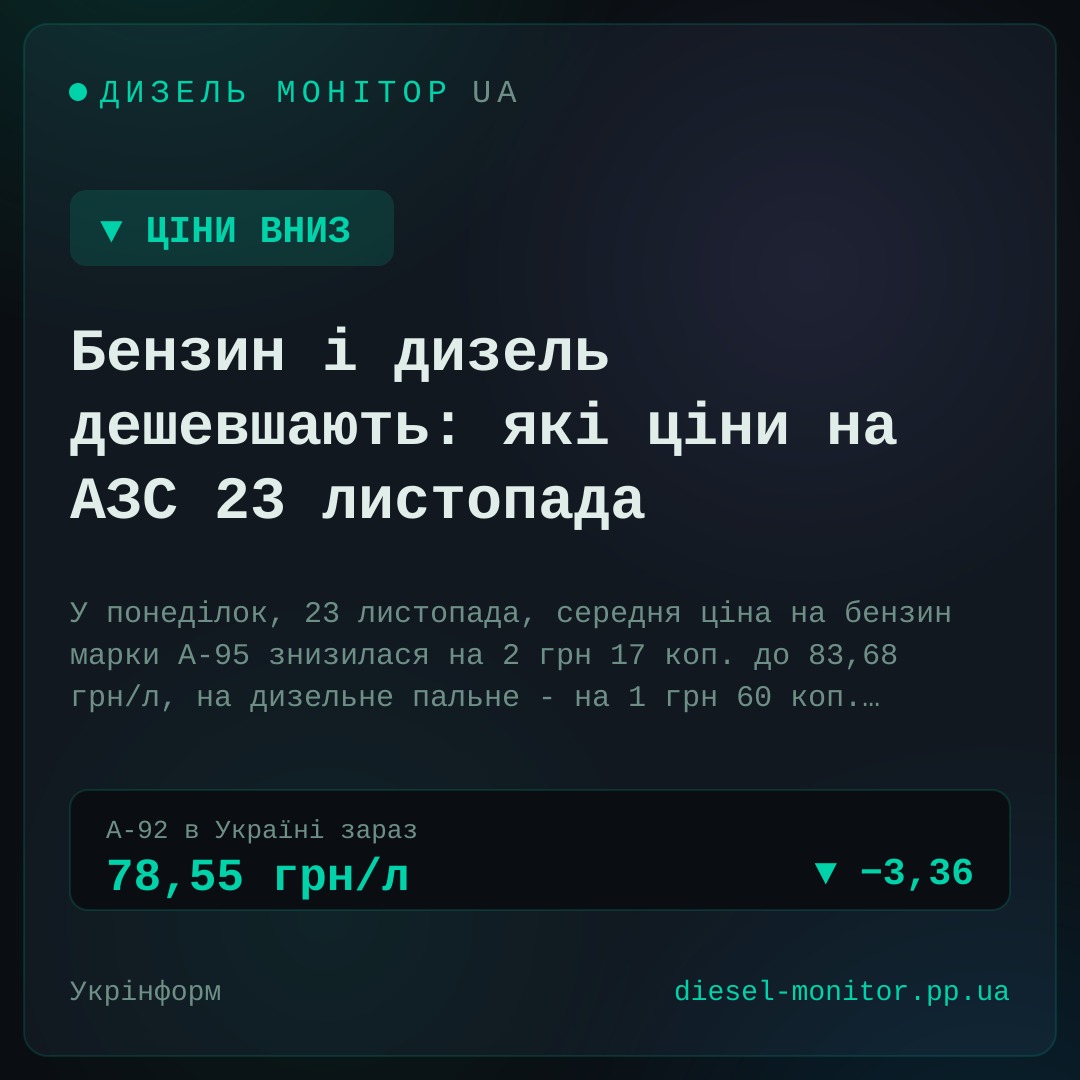 ДИЗЕЛЬ МОНІТОР UA
▼ ЦІНИ ВНИЗ
Бензин і дизель
дешевшають: які ціни на
АЗС 23 листопада
У понеділок, 23 листопада, середня ціна на бензин
марки А-95 знизилася на 2 грн 17 коп. до 83,68
грн/л, на дизельне пальне - на 1 грн 60 коп.…
А-92 в Україні зараз
78,55 грн/л
▼ −3,36
Укрінформ
diesel-monitor.pp.ua